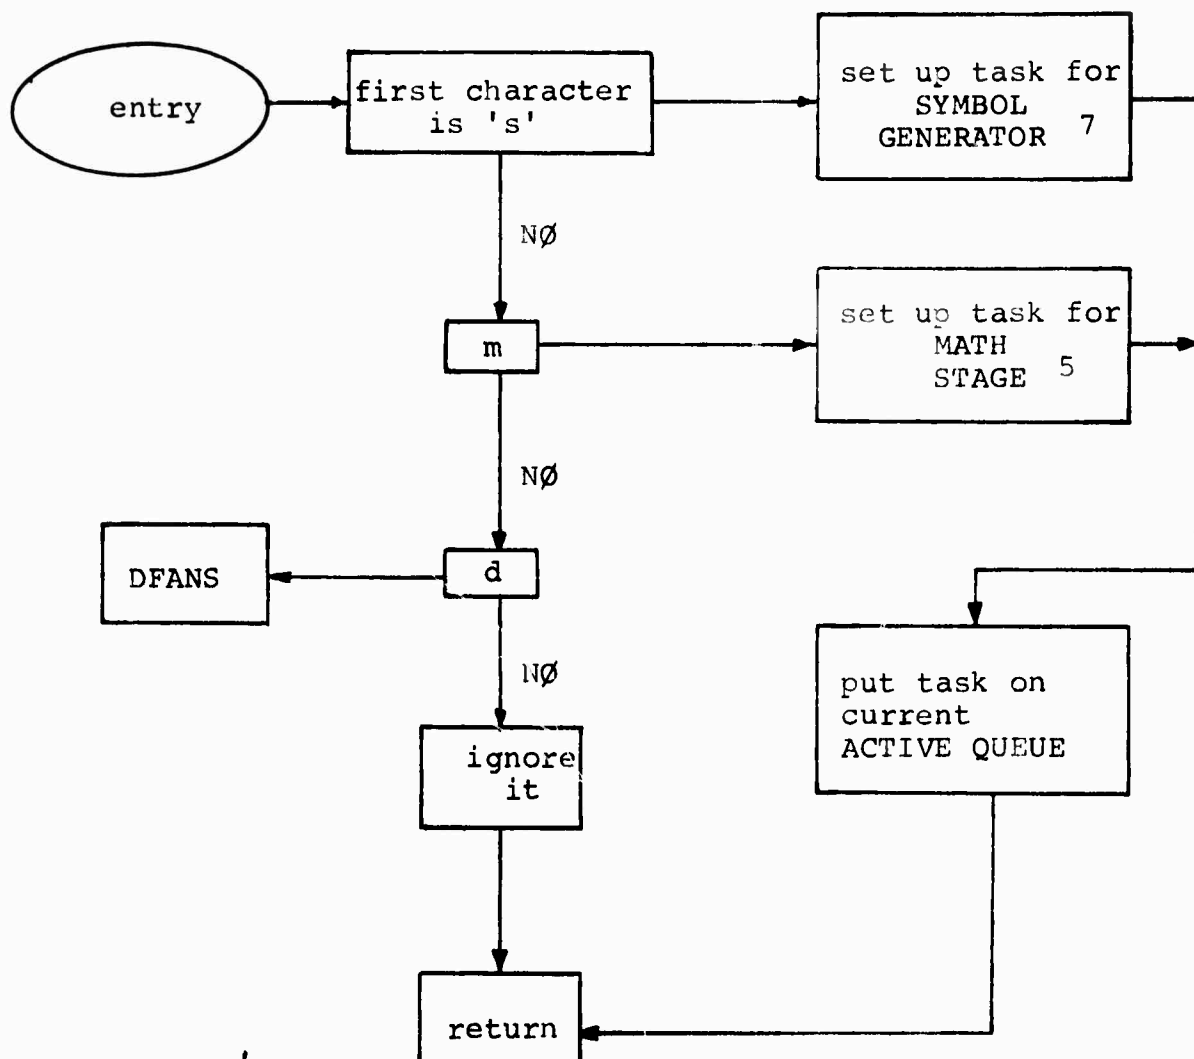 entry
first character
is 's'
set up task for
SYMBOL
GENERATOR 7
NØ
m
set up task for
MATH
STAGE 5
NØ
DFANS
d
NØ
put task on
current
ACTIVE QUEUE
ignore
it
return